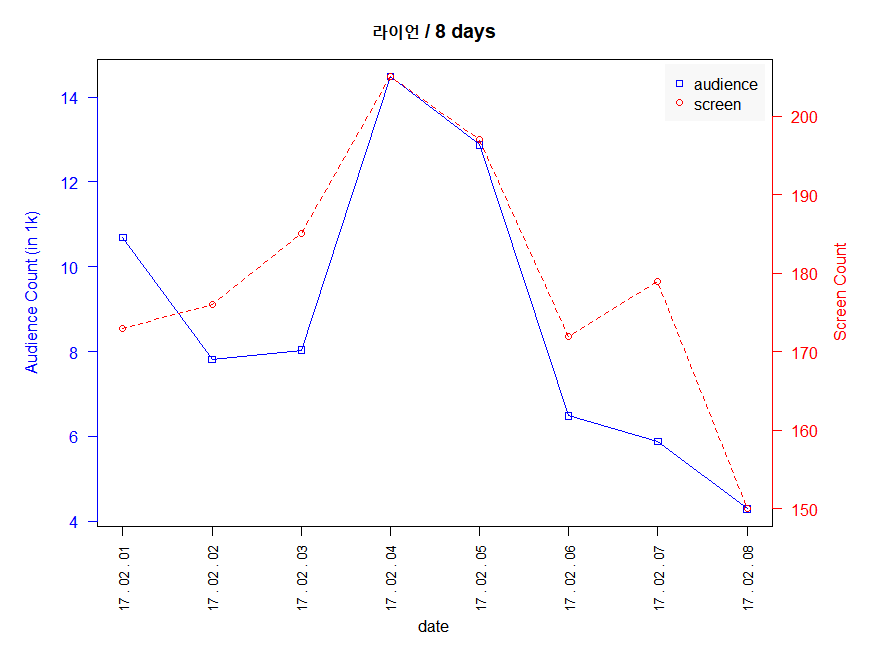 라이언 / 8 days
audience
screen
14
12
10
8
6
4
Audience Count (in 1k)
200
190
180
170
160
150
Screen Count
17 . 02 . 01
17 . 02 . 02
17 . 02 . 03
17 . 02 . 04
17 . 02 . 05
17 . 02 . 06
17 . 02 . 07
17 . 02 . 08
date